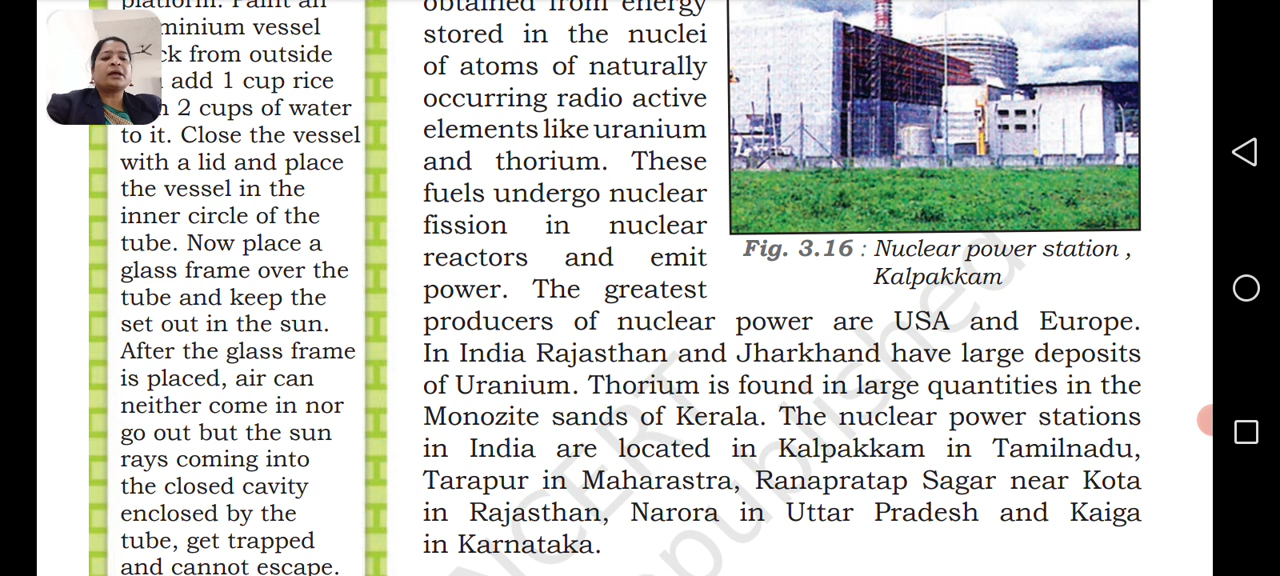 platform. Paint an
minium vessel
ck from outside
add 1 cup rice
2 cups of water
to it. Close the vessel
with a lid and place
the vessel in the
inner circle of the
tube. Now place a
glass frame over the
tube and keep the
set out in the sun.
After the glass frame
is placed, air can
neither come in nor
go out but the sun
rays coming into
the closed cavity
enclosed by the
tube, get trapped
and cannot escape.
obtained from energy
stored in the nuclei
of atoms of naturally
occurring radio active
elements like uranium
and thorium. These
fuels undergo nuclear
fission in nuclear
reactors and emit
power. The greatest
producers of nuclear power are USA and Europe.
In India Rajasthan and Jharkhand have large deposits
of Uranium. Thorium is found in large quantities in the
Monozite sands of Kerala. The nuclear power stations
in India are located in Kalpakkam in Tamilnadu,
Tarapur in Maharastra, Ranapratap Sagar near Kota
in Rajasthan, Narora in Uttar Pradesh and Kaiga
in Karnataka.
Fig. 3.16 : Nuclear power station ,
Kalpakkam
NCERT
published